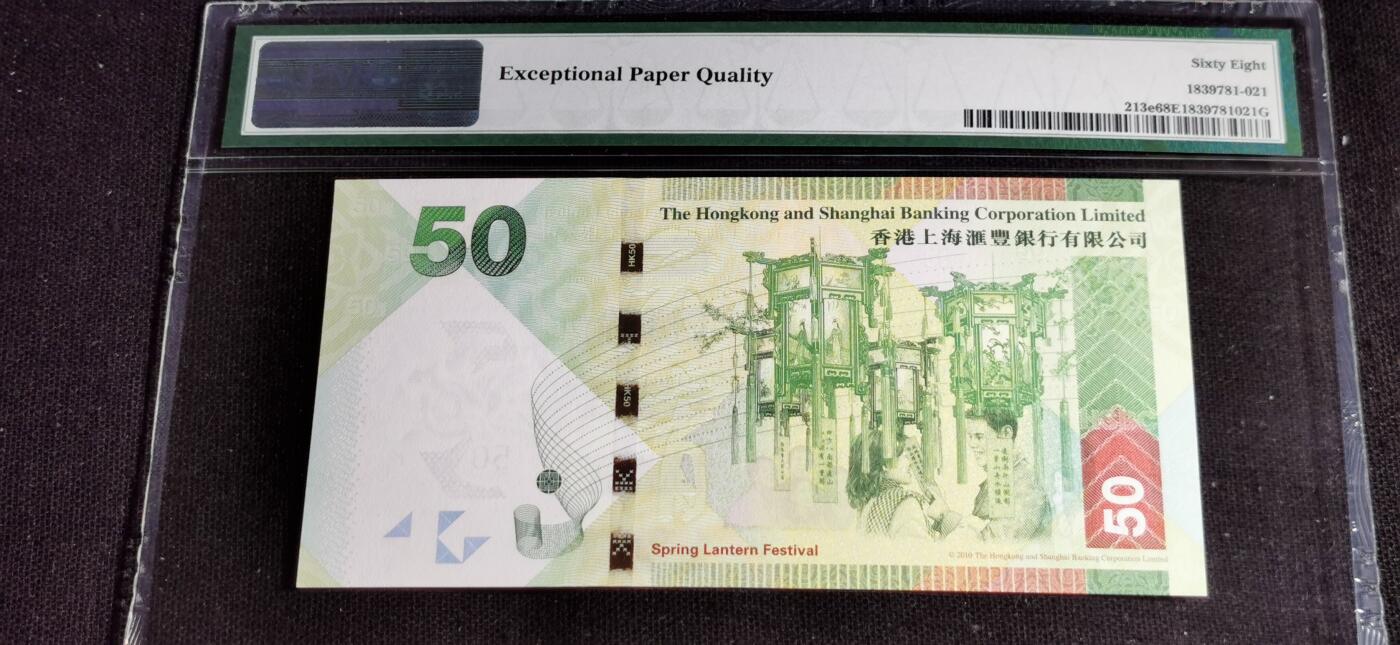 Exceptional Paper Quality
Sixty Eight
1839781-021
213e68E1839781021G
50
The Hongkong and Shanghai Banking Corporation Limited
香港上海滙豐銀行有限公司
HK50
HK50
50
Spring Lantern Festival
© 2010 The Hongkong and Shanghai Banking Corporation Limited